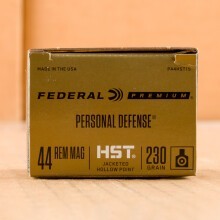 MADE IN THE USA
FEDERAL PREMIUM
PERSONAL DEFENSE®
44 REM MAG
HST®
JACKETED
HOLLOW POINT
230
GRAIN